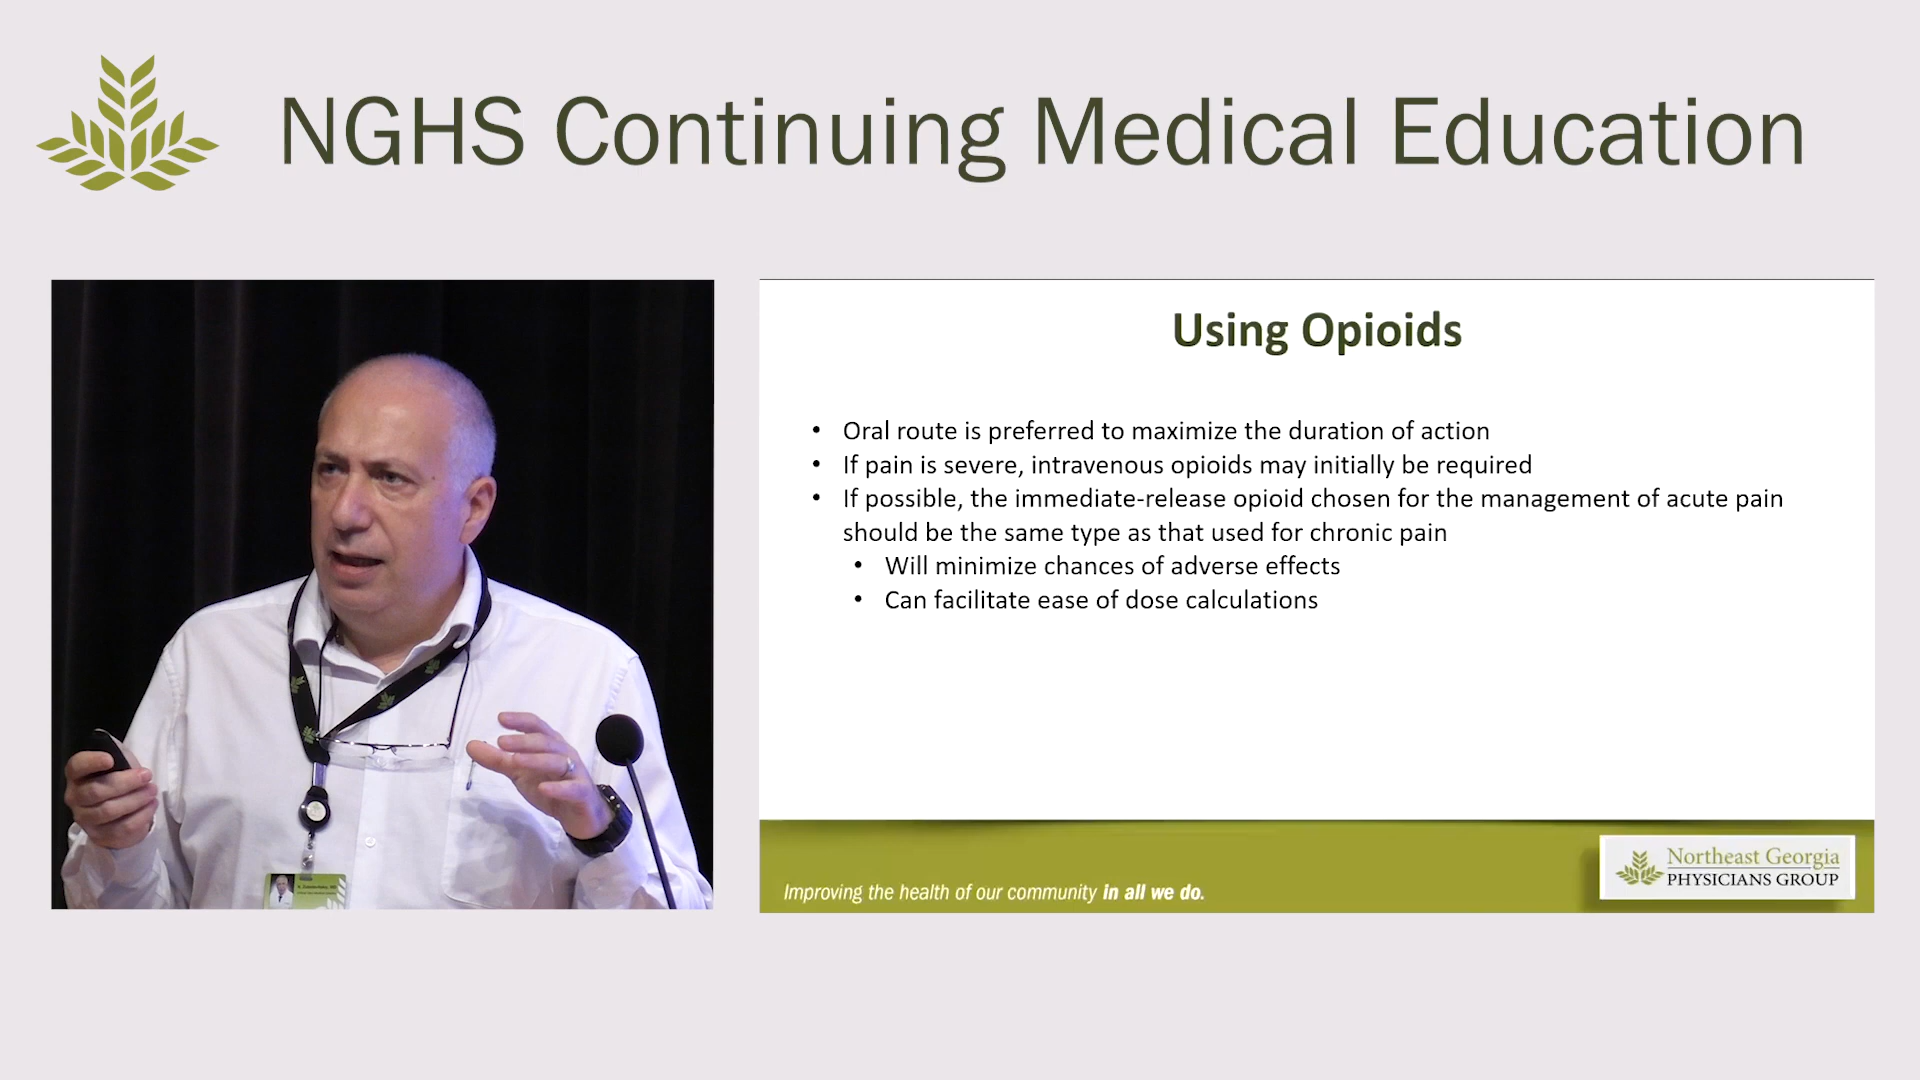 NGHS Continuing Medical Education
Using Opioids
• Oral route is preferred to maximize the duration of action
• If pain is severe, intravenous opioids may initially be required
• If possible, the immediate-release opioid chosen for the management of acute pain
should be the same type as that used for chronic pain
• Will minimize chances of adverse effects
• Can facilitate ease of dose calculations
Improving the health of our community in all we do.
Northeast Georgia
PHYSICIANS GROUP